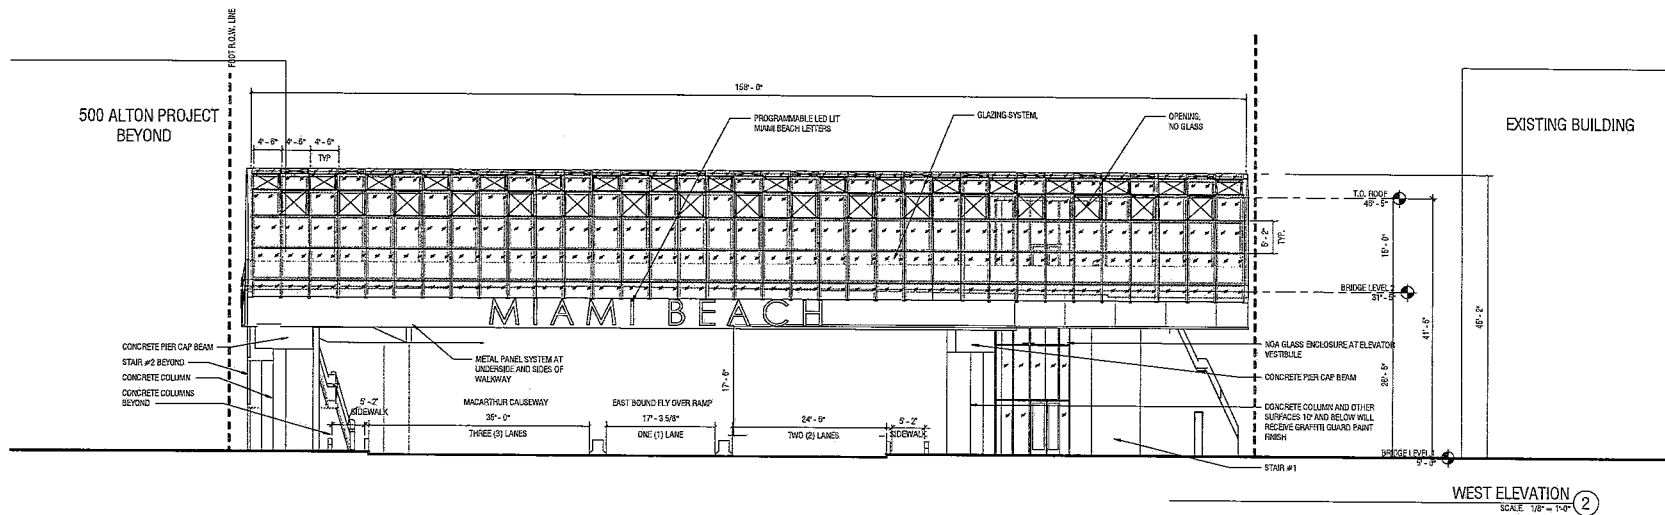 FDOT R.O.W. LINE
500 ALTON PROJECT
BEYOND
158'- 0"
PROGRAMMABLE LED LIT
MIAMI BEACH LETTERS
GLAZING SYSTEM,
OPENING,
NO GLASS
EXISTING BUILDING
4'- 6"
4'- 6"
4'- 6"
TYP
T.O. ROOF
46'- 5"
5'- 2"
TYP.
15'- 0"
BRIDGE LEVEL 2
31'- 5"
41'- 5"
46'- 2"
MIAMI BEACH
CONCRETE PIER CAP BEAM
STAIR #2 BEYOND
CONCRETE COLUMN
CONCRETE COLUMNS
BEYOND
METAL PANEL SYSTEM AT
UNDERSIDE AND SIDES OF
WALKWAY
17'- 6"
NOA GLASS ENCLOSURE AT ELEVATOR
VESTIBULE
CONCRETE PIER CAP BEAM
26'- 5"
5'- 2"
SIDEWALK
MACARTHUR CAUSEWAY
35'- 0"
THREE (3) LANES
EAST BOUND FLY OVER RAMP
17'- 3.5/8"
ONE (1) LANE
24'- 6"
TWO (2) LANES
5'- 2"
SIDEWALK
CONCRETE COLUMN AND OTHER
SURFACES 10' AND BELOW WILL
RECEIVE GRAFFITI GUARD PAINT
FINISH
STAIR #1
BRIDGE LEVEL 1
5'- 0"
WEST ELEVATION
2
SCALE 1/8" = 1'-0"